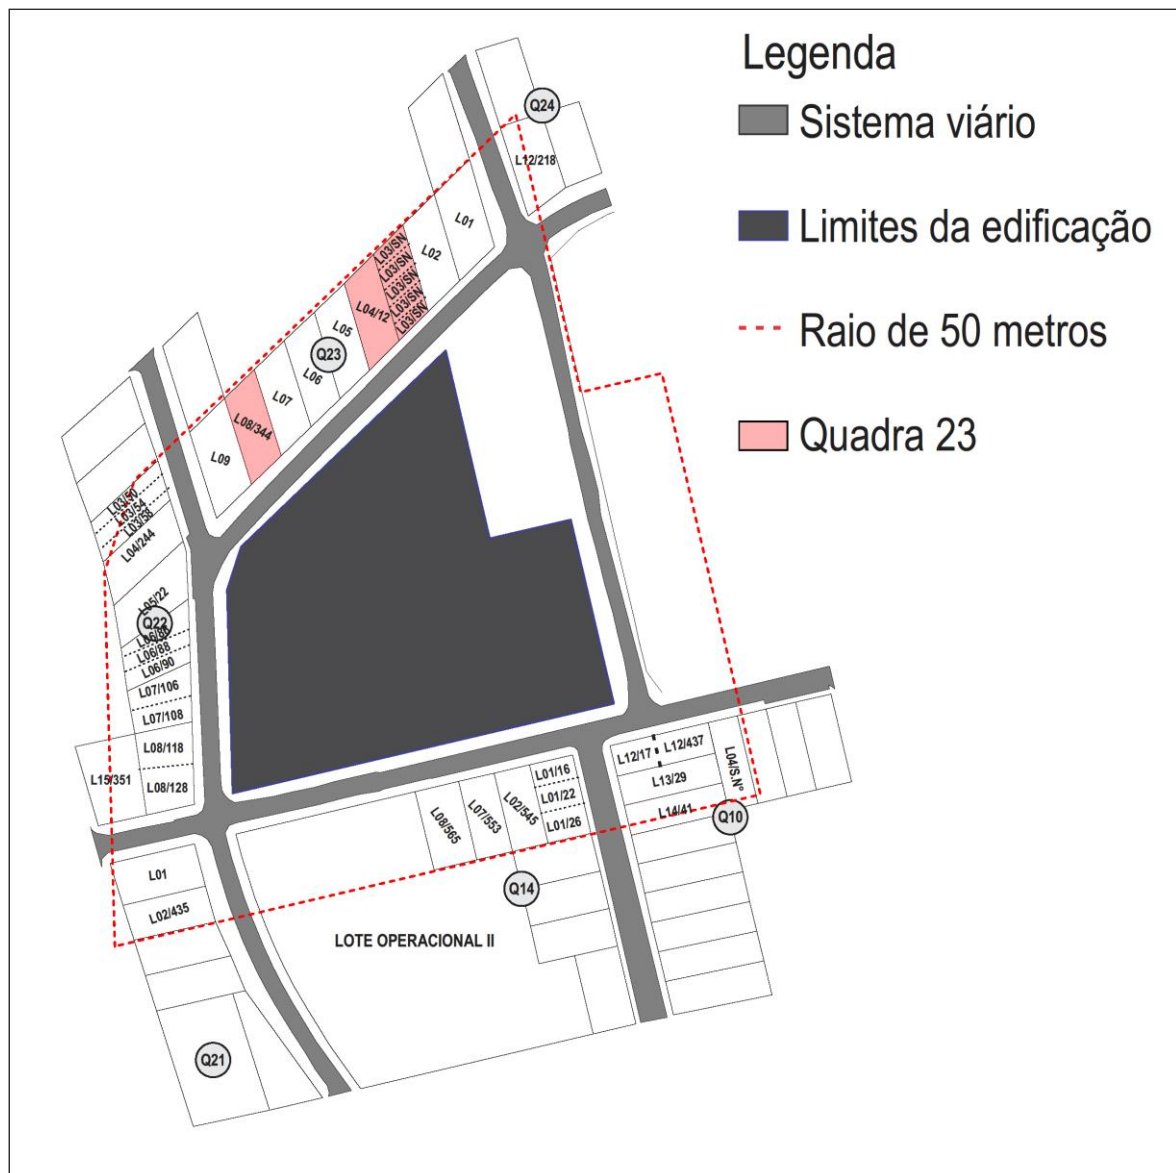 Legenda
Sistema viário
Limites da edificação
Raio de 50 metros
Quadra 23
Q24
L12/218
L01
L02
L03/SN
L03/SN
L03/SN
L03/SN
L03/SN
L04/12
L05
Q23
L06
L07
L08/344
L09
L03/50
L03/54
L03/58
L04/244
L05/22
Q22
L06/86
L06/88
L06/90
L07/106
L07/108
L08/118
L15/351
L08/128
L01
L02/435
Q21
LOTE OPERACIONAL II
L08/565
L07/553
L02/545
L01/16
L01/22
L01/26
Q14
L12/17
L12/437
L13/29
L14/41
L04/S.Nº
Q10